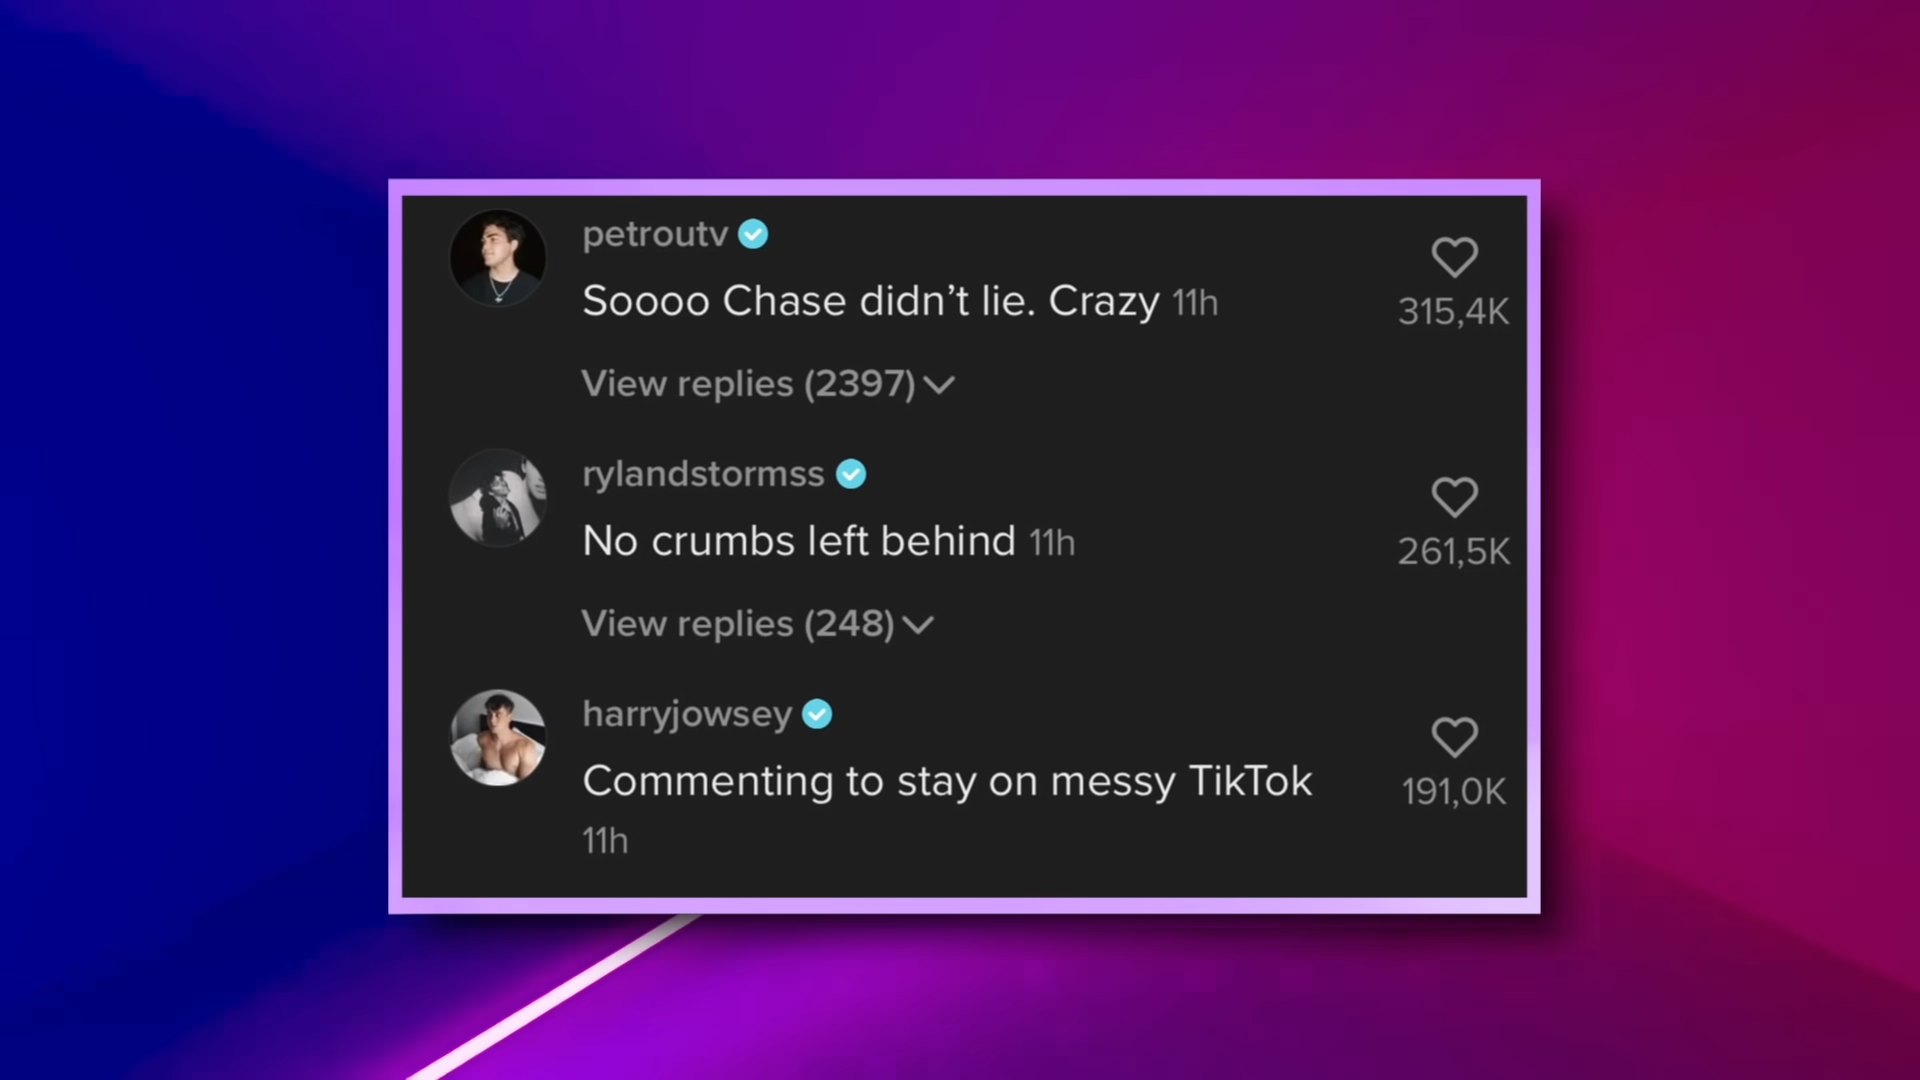 petroutv
Soooo Chase didn’t lie. Crazy 11h
315,4K
View replies (2397)
rylandstormss
No crumbs left behind 11h
261,5K
View replies (248)
harryjowsey
Commenting to stay on messy TikTok
11h
191,0K